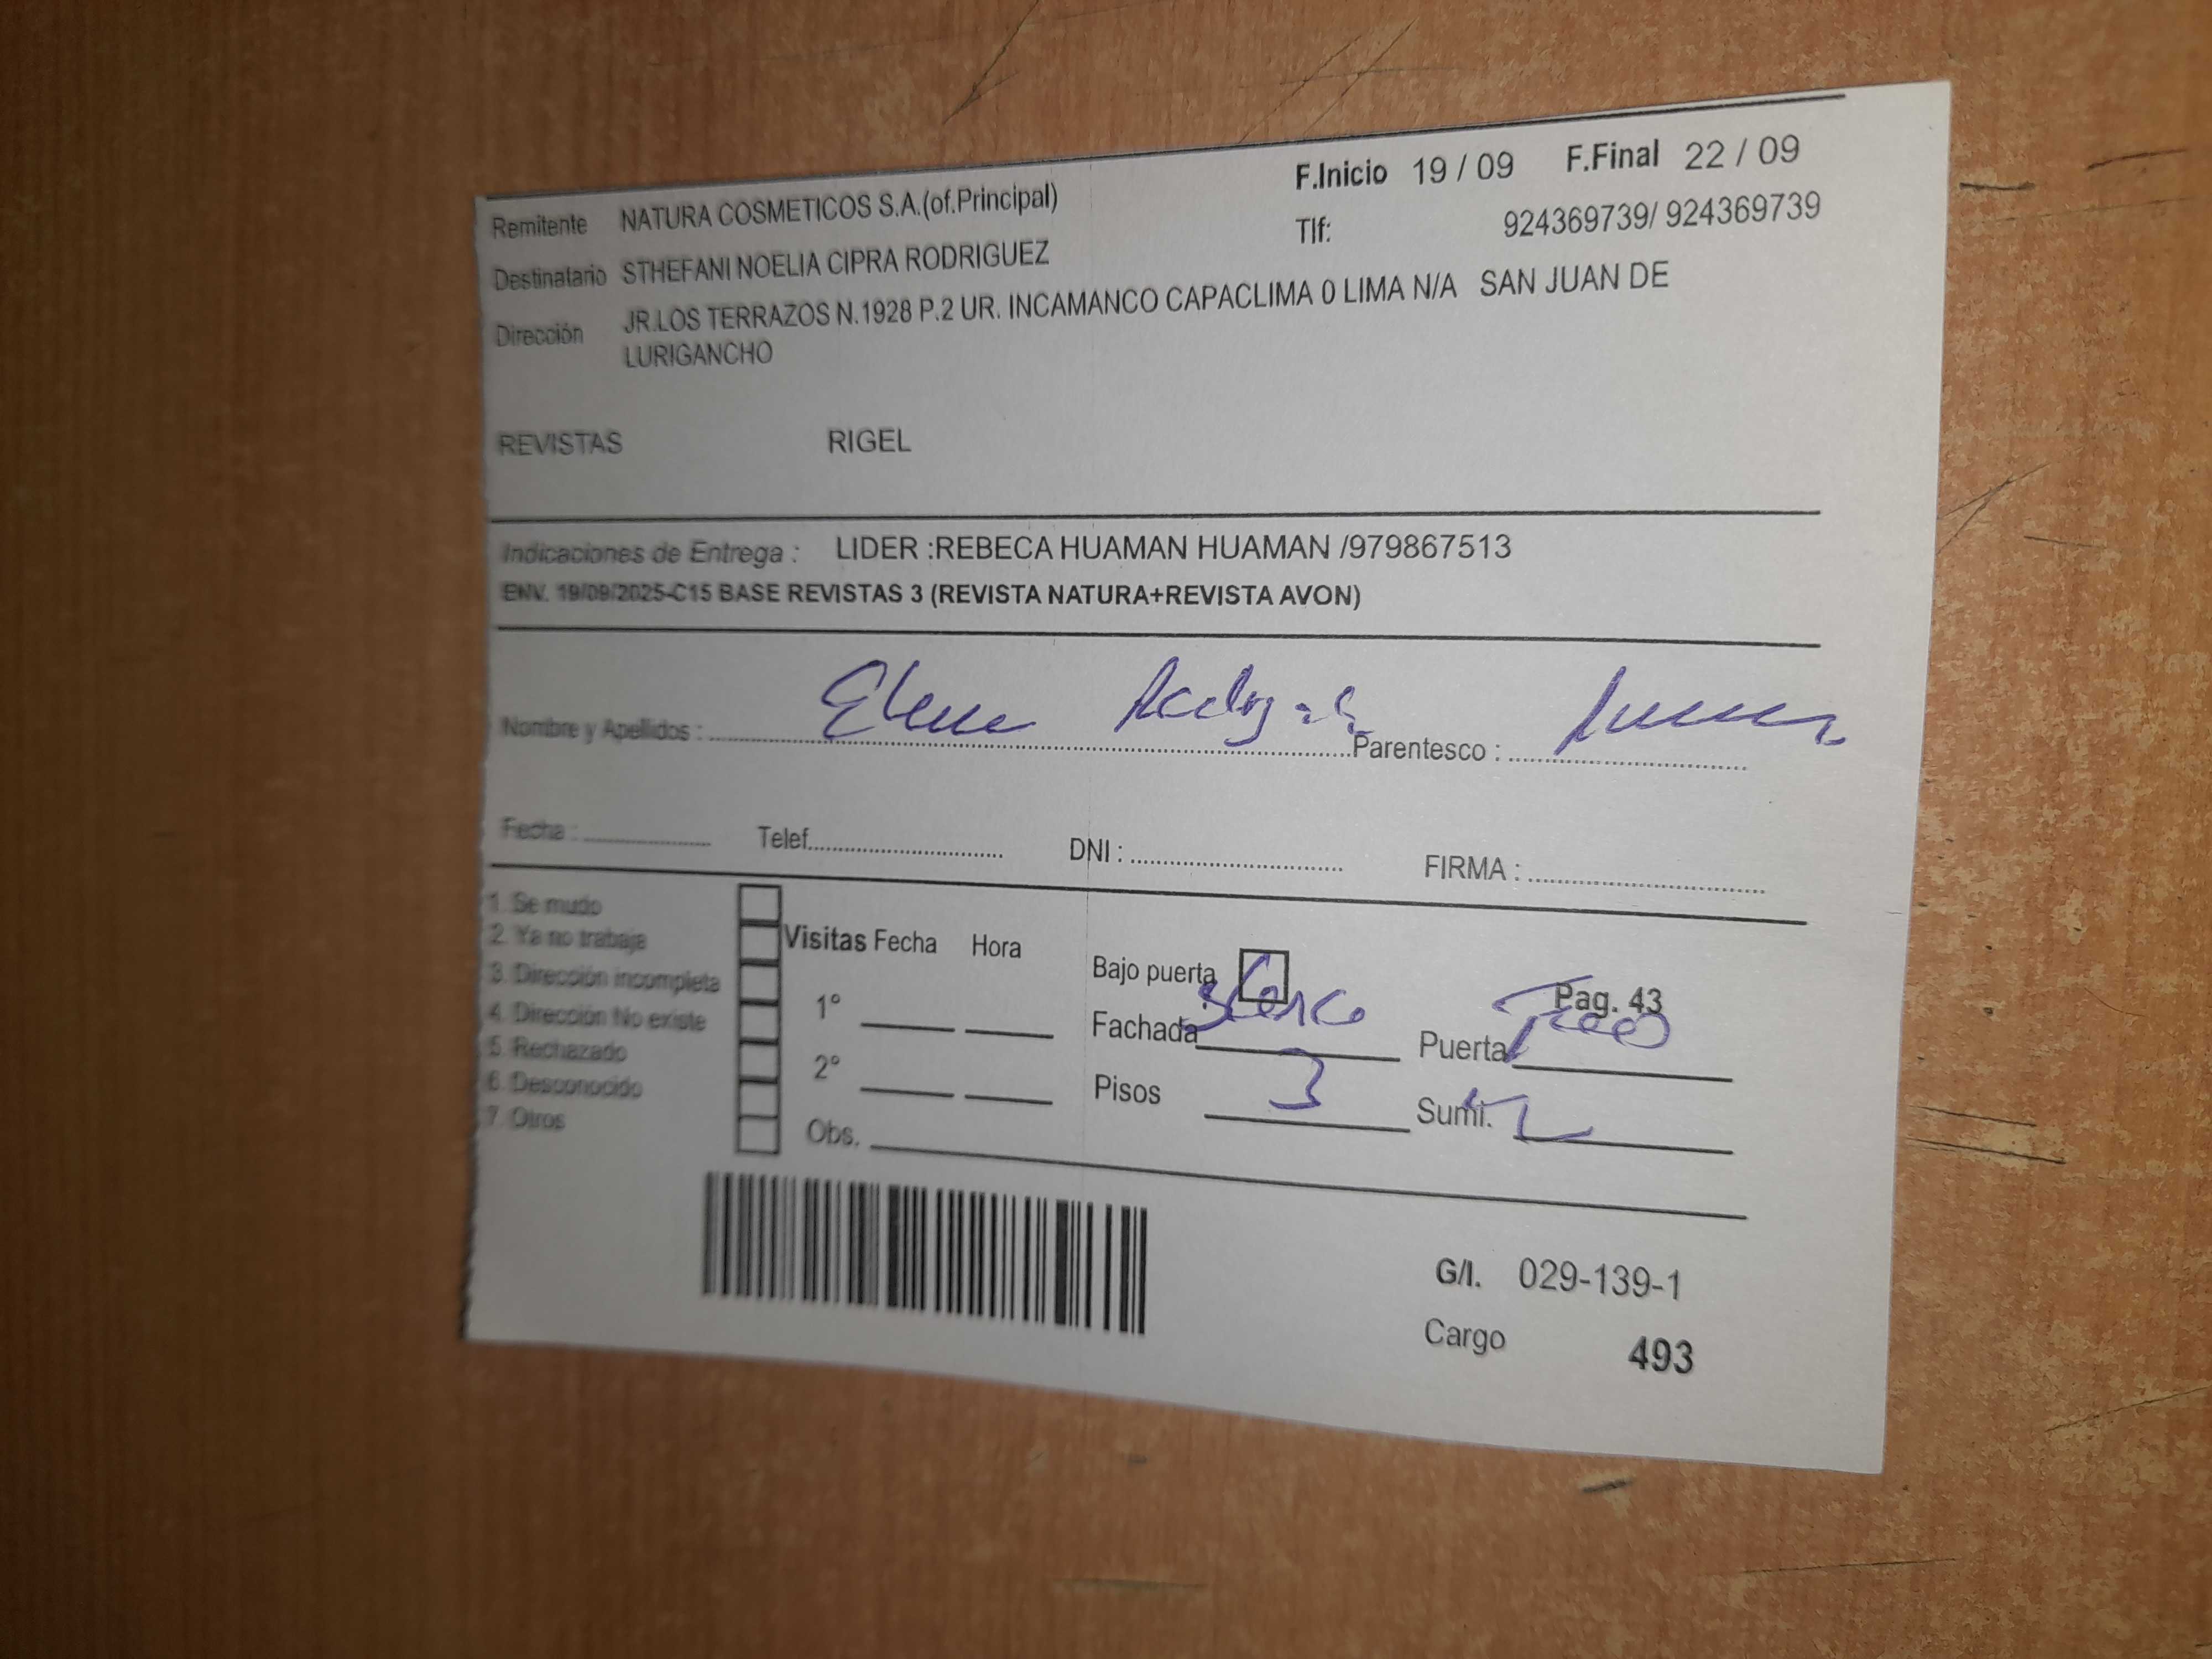 F.Inicio 19 / 09 F.Final 22 / 09
Remitente NATURA COSMETICOS S.A.(of.Principal) Tlf: 924369739/ 924369739
Destinatario STHEFANI NOELIA CIPRA RODRIGUEZ
Dirección JR.LOS TERRAZOS N.1928 P.2 UR. INCAMANCO CAPACLIMA 0 LIMA N/A SAN JUAN DE
LURIGANCHO
REVISTAS RIGEL
Indicaciones de Entrega : LIDER :REBECA HUAMAN HUAMAN /979867513
ENV. 19/09/2025-C15 BASE REVISTAS 3 (REVISTA NATURA+REVISTA AVON)
Nombre y Apellidos : Elena Parentesco :
Fecha : Telef. DNI : FIRMA :
1. Se mudo
2. Ya no trabaja
3. Dirección incompleta
4. Dirección No existe
5. Rechazado
6. Desconocido
7. Otros
Visitas Fecha Hora
1°
2°
Obs.
Bajo puerta Pag. 43
Fachada Puerta
Pisos 3 Sumi.
G/I. 029-139-1
Cargo 493